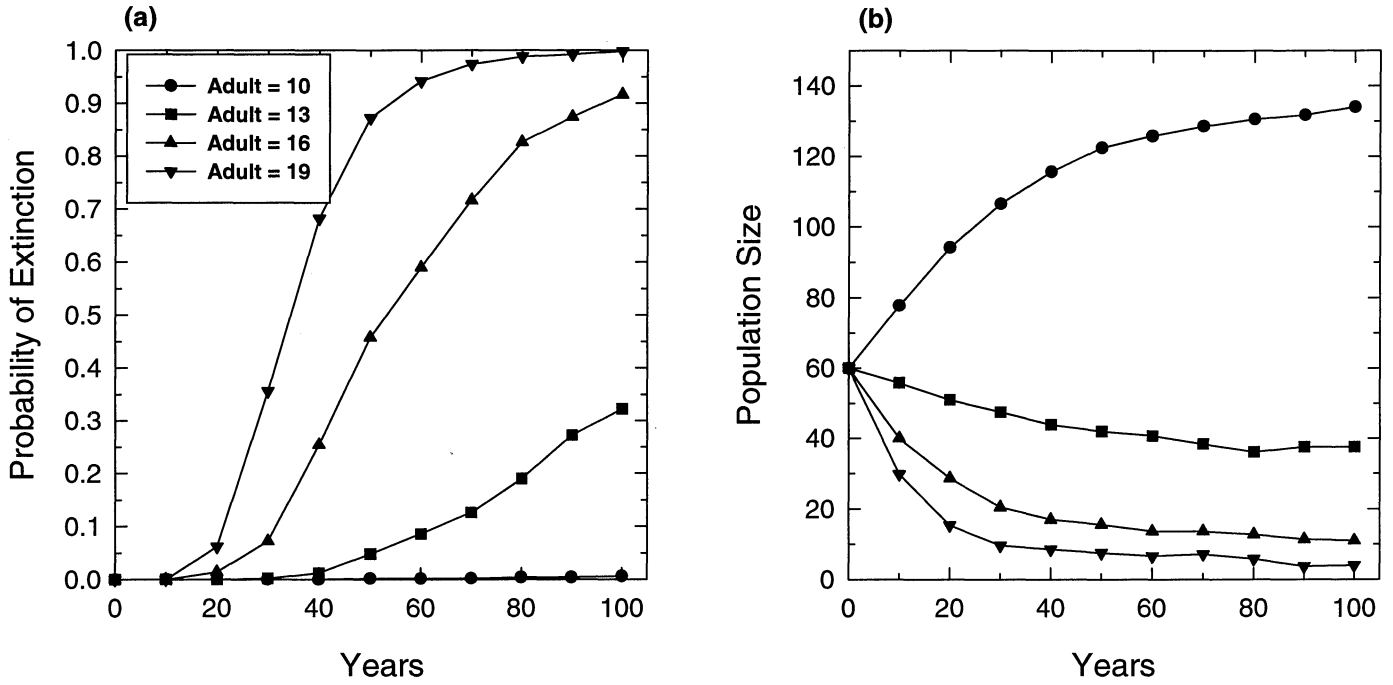 (a)
Probability of Extinction
1.0
0.9
0.8
0.7
0.6
0.5
0.4
0.3
0.2
0.1
0.0
Adult = 10
Adult = 13
Adult = 16
Adult = 19
0 20 40 60 80 100
Years
(b)
Population Size
140
120
100
80
60
40
20
0
0 20 40 60 80 100
Years